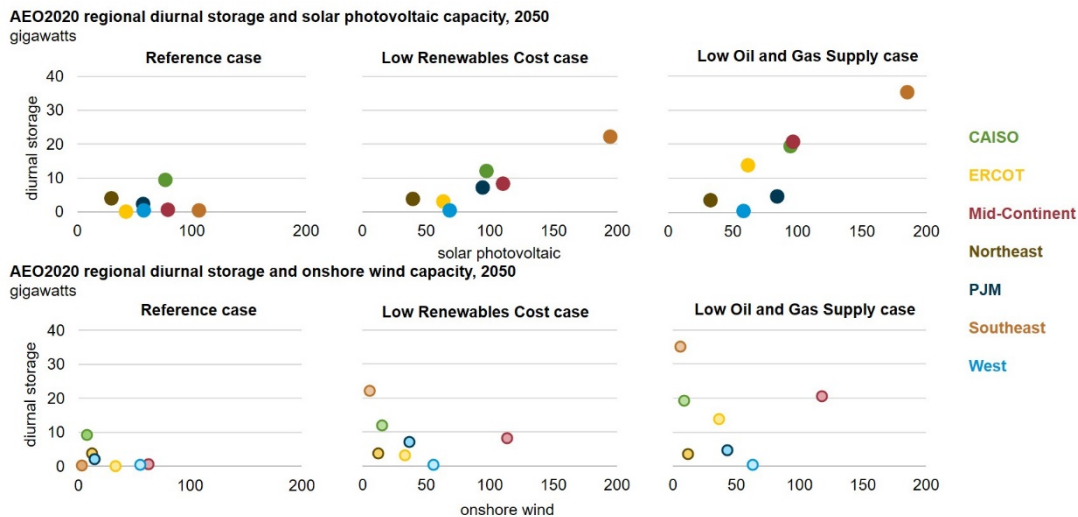 AEO2020 regional diurnal storage and solar photovoltaic capacity, 2050
gigawatts
Reference case
Low Renewables Cost case
Low Oil and Gas Supply case
diurnal storage
40
30
20
10
0
0 100 200
0 50 100 150 200
0 50 100 150 200
solar photovoltaic
AEO2020 regional diurnal storage and onshore wind capacity, 2050
gigawatts
Reference case
Low Renewables Cost case
Low Oil and Gas Supply case
diurnal storage
40
30
20
10
0
0 100 200
0 50 100 150 200
0 50 100 150 200
onshore wind
CAISO
ERCOT
Mid-Continent
Northeast
PJM
Southeast
West